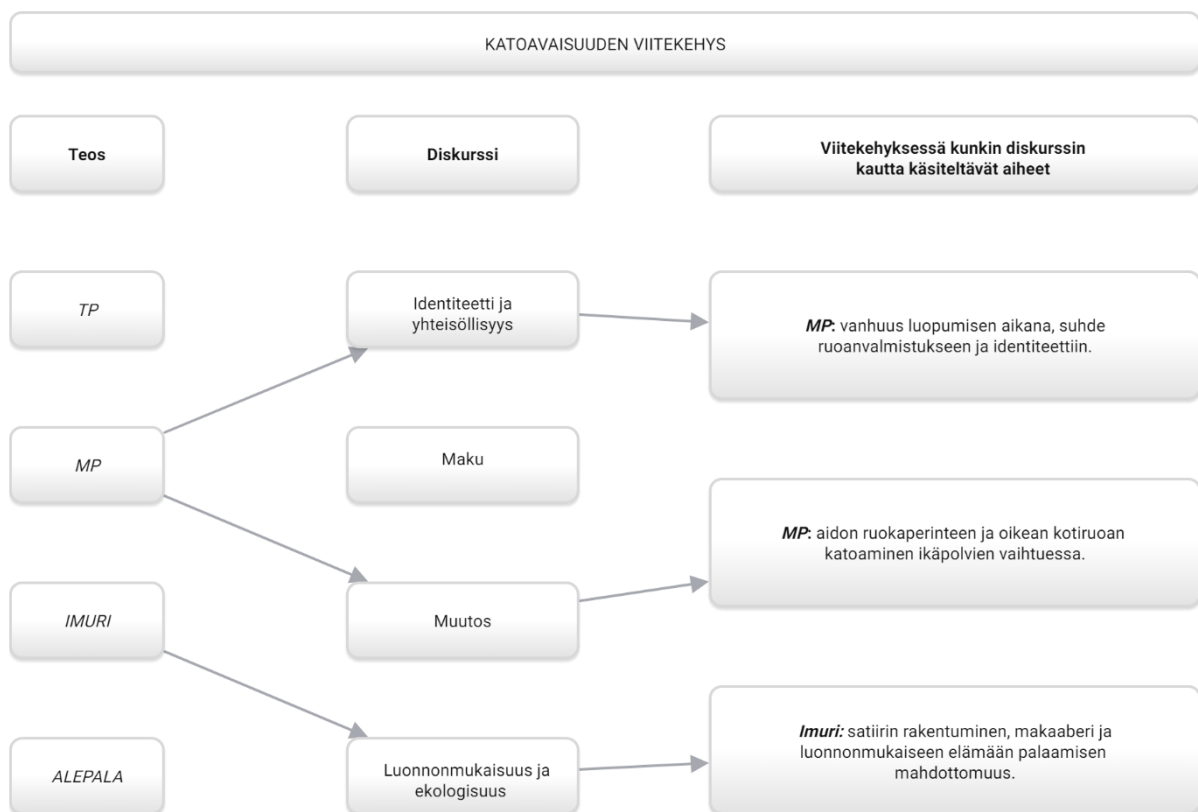 KATOAVAISUUDEN VIITEKEHYS
Teos
Diskurssi
Viitekehyksessä kunkin diskurssin
kautta käsiteltävät aiheet
TP
Identiteetti ja
yhteisöllisyys
MP: vanhuus luopumisen aikana, suhde
ruoanvalmistukseen ja identiteettiin.
MP
Maku
MP: aidon ruokaperinteen ja oikean kotiruoan
katoaminen ikäpolvien vaihtuessa.
IMURI
Muutos
Imuri: satiirin rakentuminen, makaaberi ja
luonnonmukaiseen elämään palaamisen
mahdottomuus.
ALEPALA
Luonnonmukaisuus ja
ekologisuus